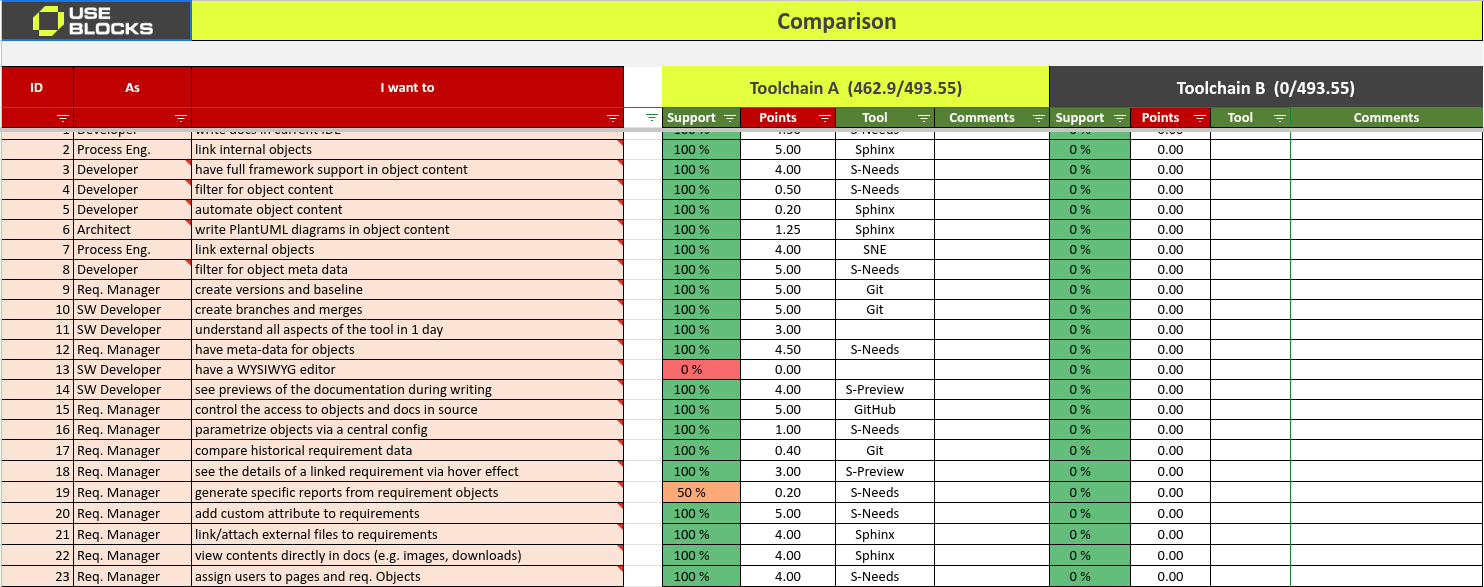 USE
BLOCKS
Comparison
ID As I want to Toolchain A (462.9/493.55) Toolchain B (0/493.55)
Support Points Tool Comments Support Points Tool Comments
1 Developer write docs in current IDE 100 % 4.50 S-Needs 0 % 0.00
2 Process Eng. link internal objects 100 % 5.00 Sphinx 0 % 0.00
3 Developer have full framework support in object content 100 % 4.00 S-Needs 0 % 0.00
4 Developer filter for object content 100 % 0.50 S-Needs 0 % 0.00
5 Developer automate object content 100 % 0.20 Sphinx 0 % 0.00
6 Architect write PlantUML diagrams in object content 100 % 1.25 Sphinx 0 % 0.00
7 Process Eng. link external objects 100 % 4.00 SNE 0 % 0.00
8 Developer filter for object meta data 100 % 5.00 S-Needs 0 % 0.00
9 Req. Manager create versions and baseline 100 % 5.00 Git 0 % 0.00
10 SW Developer create branches and merges 100 % 5.00 Git 0 % 0.00
11 SW Developer understand all aspects of the tool in 1 day 100 % 3.00 0 % 0.00
12 Req. Manager have meta-data for objects 100 % 4.50 S-Needs 0 % 0.00
13 SW Developer have a WYSIWYG editor 0 % 0.00 0 % 0.00
14 SW Developer see previews of the documentation during writing 100 % 4.00 S-Preview 0 % 0.00
15 Req. Manager control the access to objects and docs in source 100 % 5.00 GitHub 0 % 0.00
16 Req. Manager parametrize objects via a central config 100 % 1.00 S-Needs 0 % 0.00
17 Req. Manager compare historical requirement data 100 % 0.40 Git 0 % 0.00
18 Req. Manager see the details of a linked requirement via hover effect 100 % 3.00 S-Preview 0 % 0.00
19 Req. Manager generate specific reports from requirement objects 50 % 0.20 S-Needs 0 % 0.00
20 Req. Manager add custom attribute to requirements 100 % 5.00 S-Needs 0 % 0.00
21 Req. Manager link/attach external files to requirements 100 % 4.00 Sphinx 0 % 0.00
22 Req. Manager view contents directly in docs (e.g. images, downloads) 100 % 4.00 Sphinx 0 % 0.00
23 Req. Manager assign users to pages and req. Objects 100 % 4.00 S-Needs 0 % 0.00